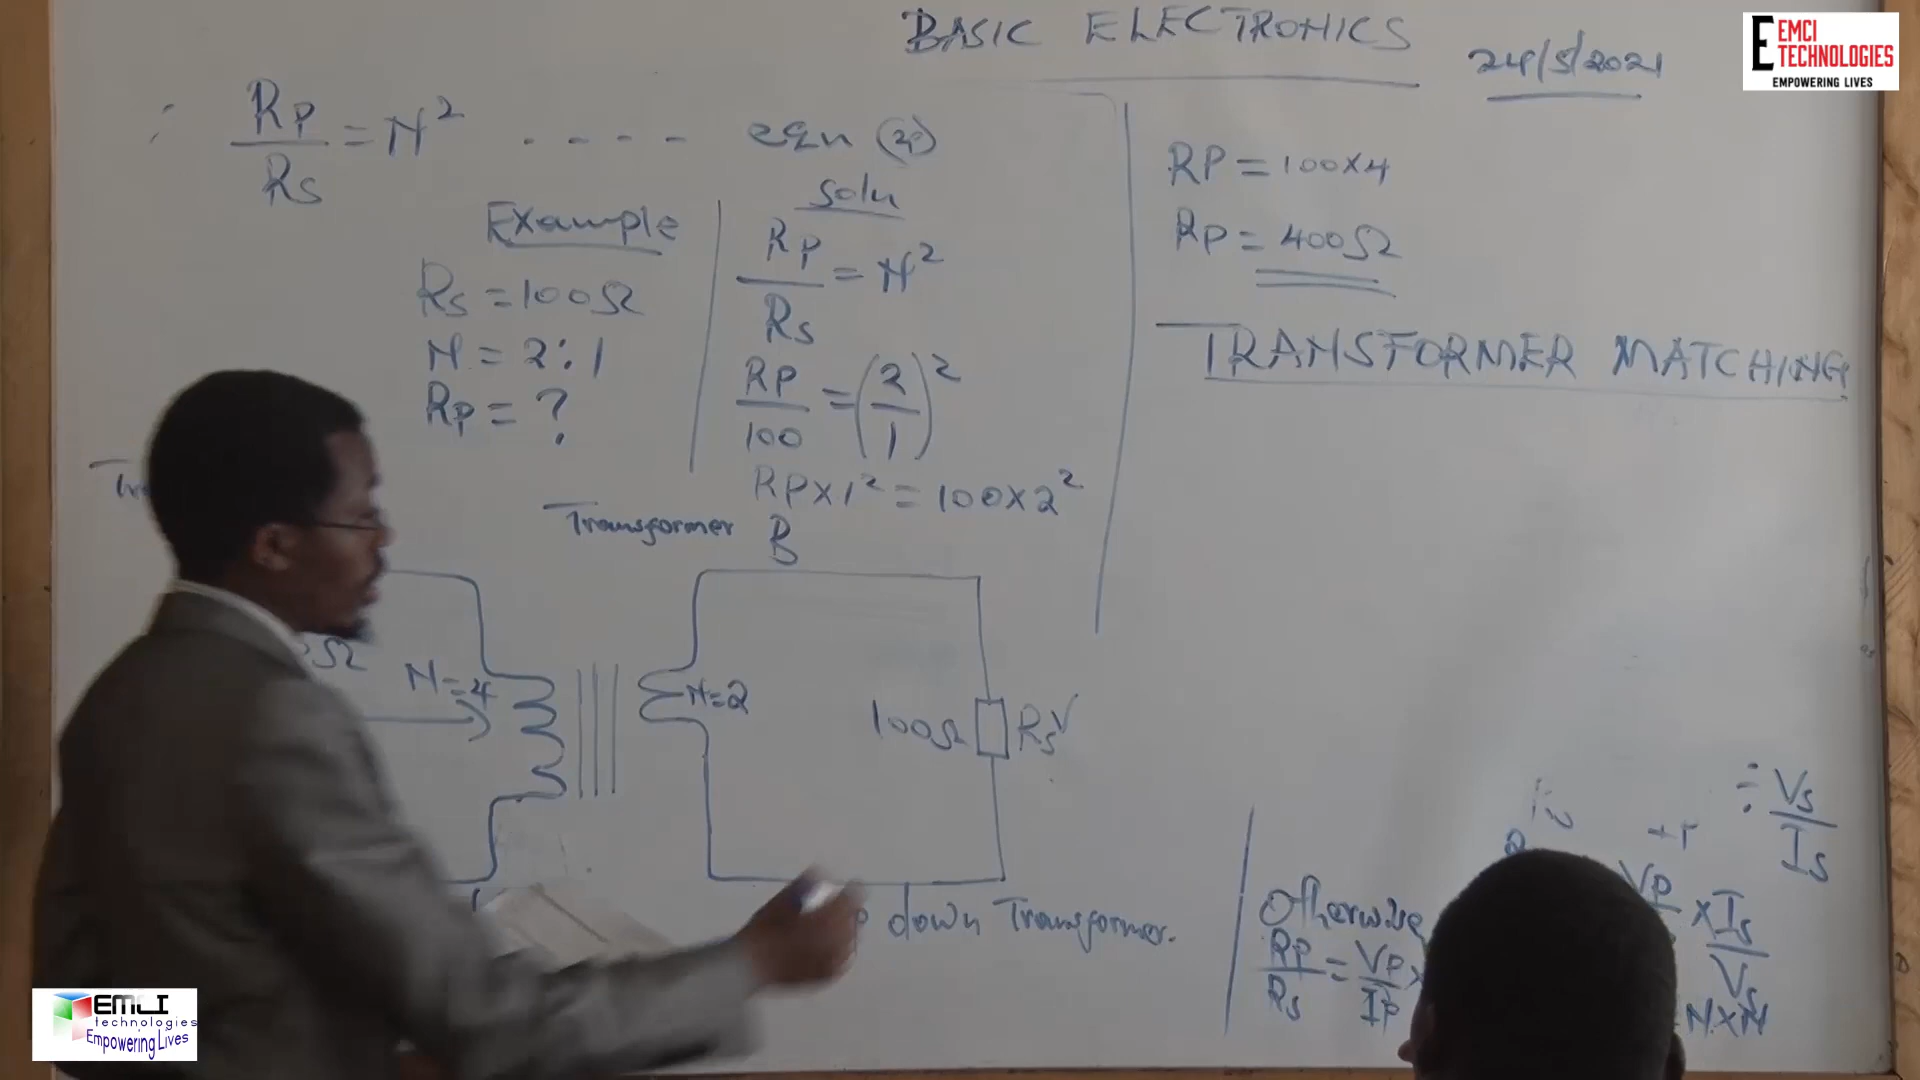 BASIC ELECTRONICS
24/5/2021
E EMCI
TECHNOLOGIES
EMPOWERING LIVES
∴ RP/RS = N² - - - - eqn (4)
Example
RS = 100Ω
N = 2:1
RP = ?
Soln
RP/RS = N²
RP/100 = (2/1)²
RP×1² = 100×2²
RP = 100×4
RP = 400Ω
TRANSFORMER MATCHING
Transformer B
Ω
N=4
N=2
100Ω
RS
down Transformer.
÷ VS/IS
Otherwise
RP/RS = VP/IP ×
VP
× IS/VS
N×N
EMCI
technologies
Empowering Lives